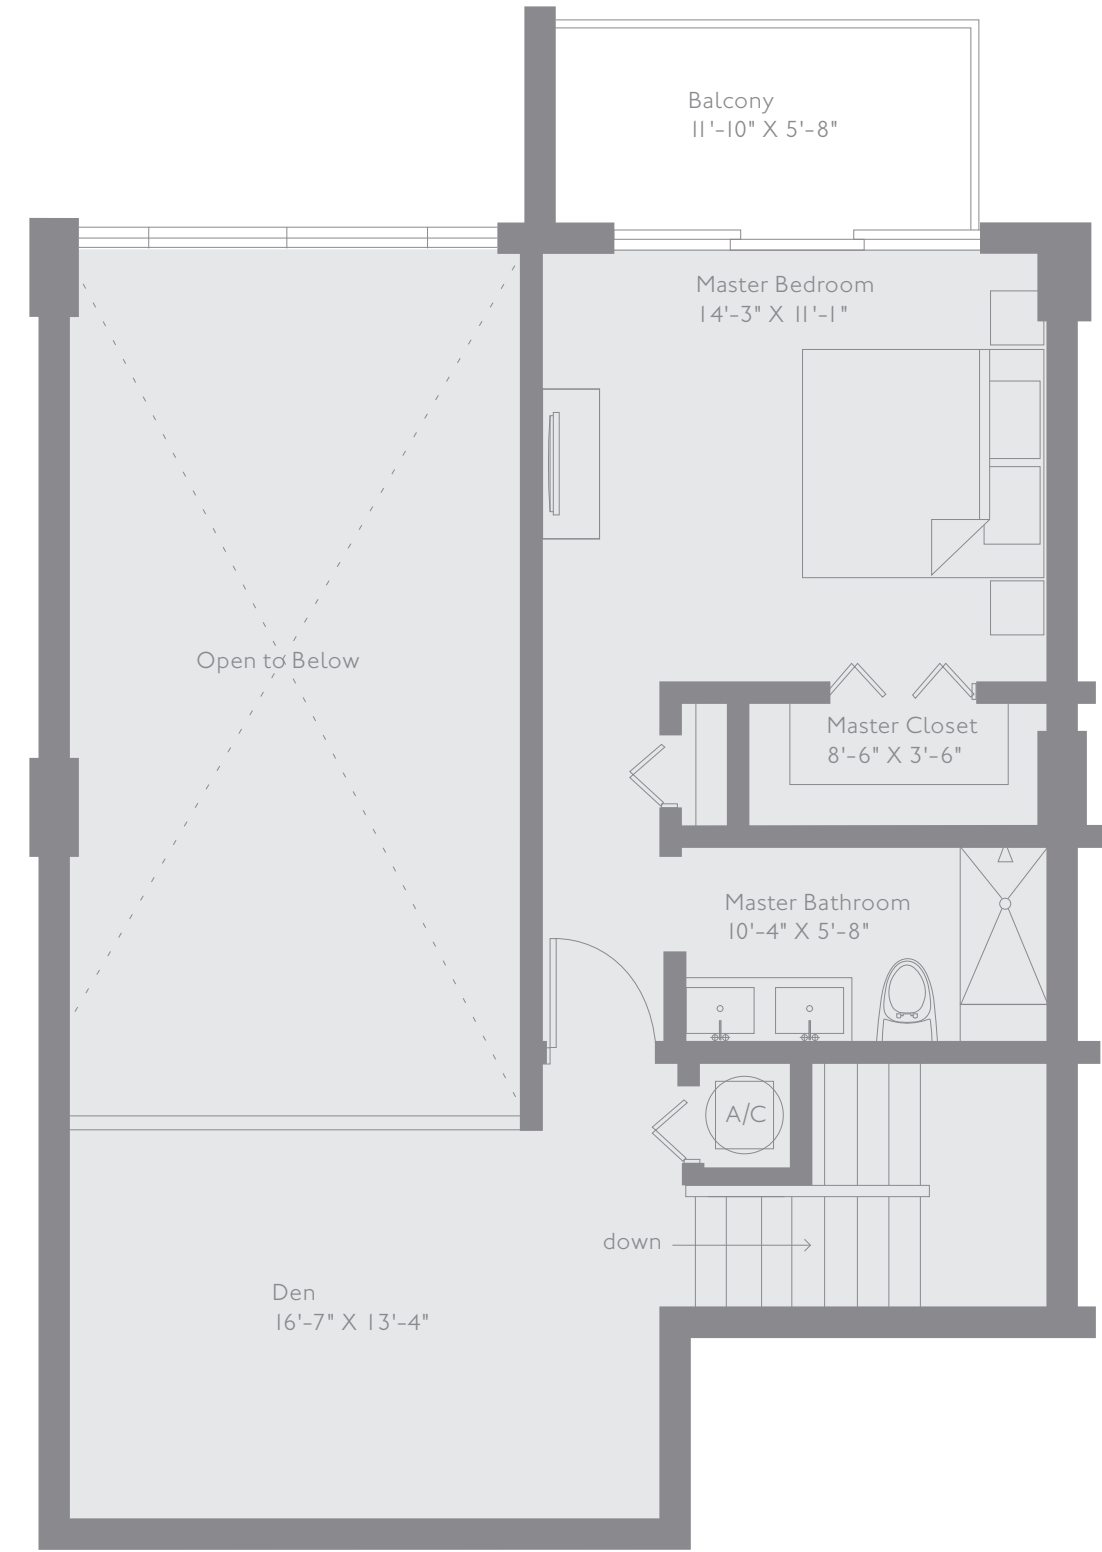 Balcony
11'-10" X 5'-8"
Master Bedroom
14'-3" X 11'-1"
Open to Below
Master Closet
8'-6" X 3'-6"
Master Bathroom
10'-4" X 5'-8"
A/C
down
Den
16'-7" X 13'-4"